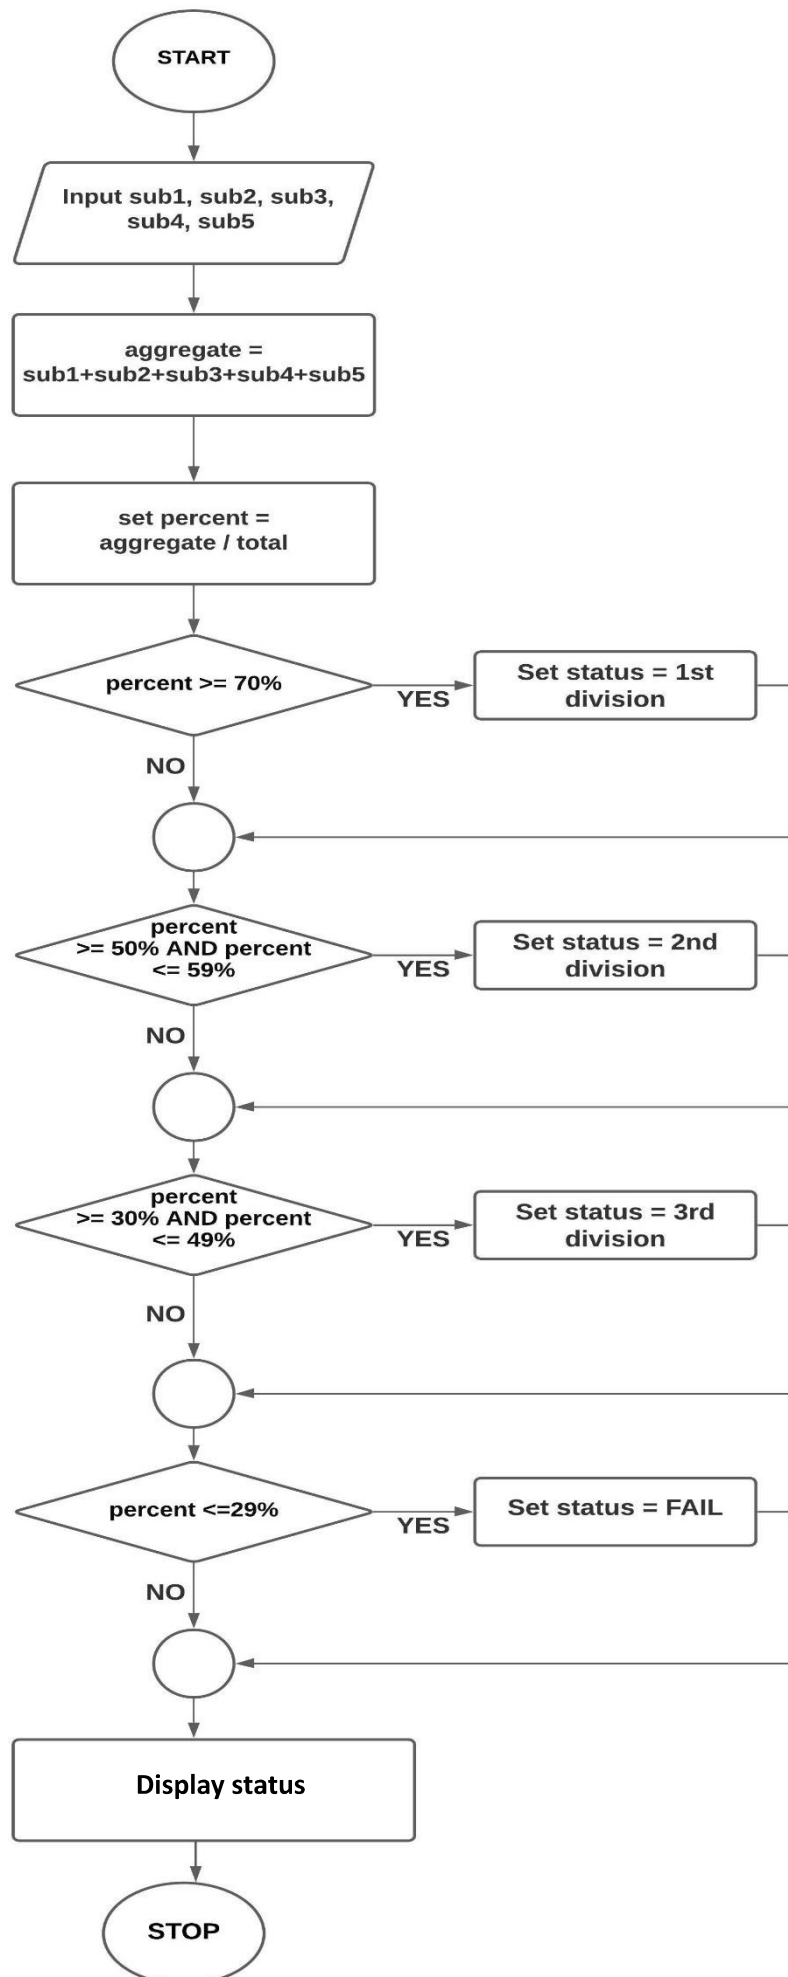 START
Input sub1, sub2, sub3,
sub4, sub5
aggregate =
sub1+sub2+sub3+sub4+sub5
set percent =
aggregate / total
percent >= 70%
YES
Set status = 1st
division
NO
percent
>= 50% AND percent
<= 59%
YES
Set status = 2nd
division
NO
percent
>= 30% AND percent
<= 49%
YES
Set status = 3rd
division
NO
percent <=29%
YES
Set status = FAIL
NO
Display status
STOP